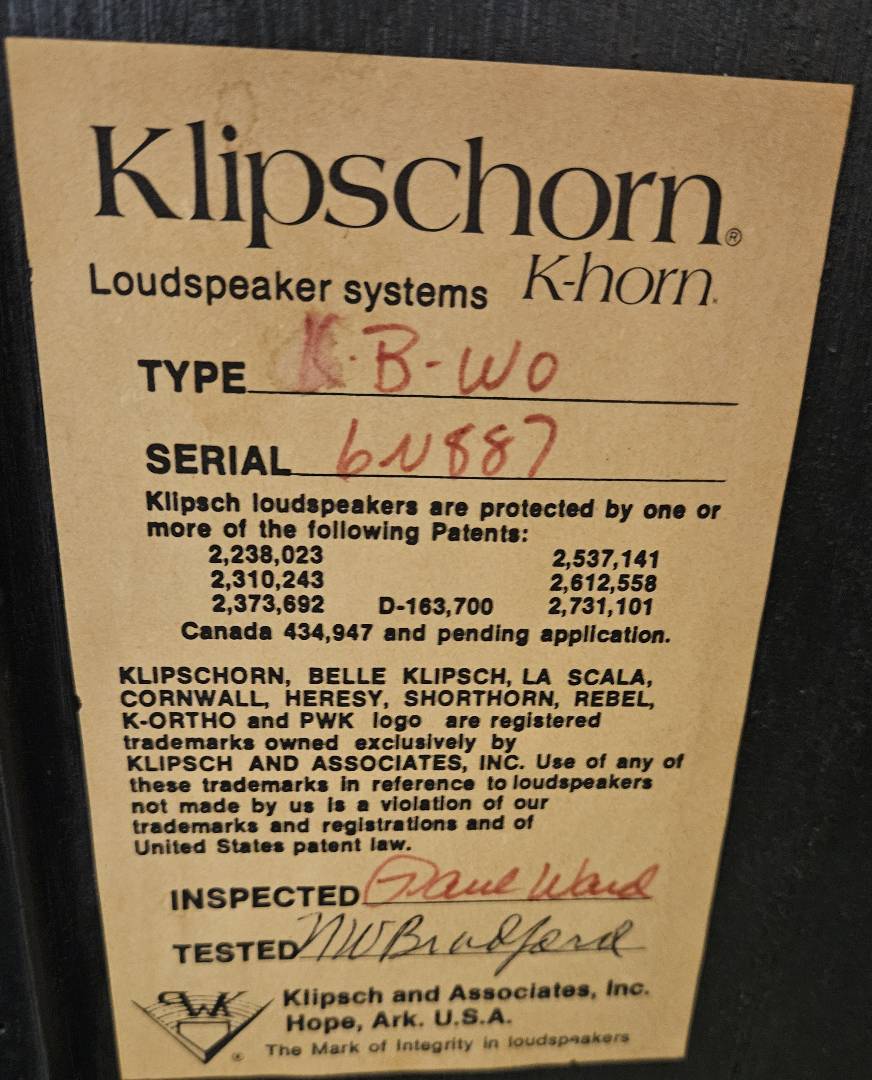 Klipschorn®
Loudspeaker systems K-horn.
TYPE K-B-WO
SERIAL 6N887
Klipsch loudspeakers are protected by one or
more of the following Patents:
2,238,023 2,537,141
2,310,243 2,612,558
2,373,692 D-163,700 2,731,101
Canada 434,947 and pending application.
KLIPSCHORN, BELLE KLIPSCH, LA SCALA,
CORNWALL, HERESY, SHORTHORN, REBEL,
K-ORTHO and PWK logo are registered
trademarks owned exclusively by
KLIPSCH AND ASSOCIATES, INC. Use of any of
these trademarks in reference to loudspeakers
not made by us is a violation of our
trademarks and registrations and of
United States patent law.
INSPECTED Ward
TESTED NW Bradford
PWK ®
Klipsch and Associates, Inc.
Hope, Ark. U.S.A.
The Mark of Integrity in loudspeakers